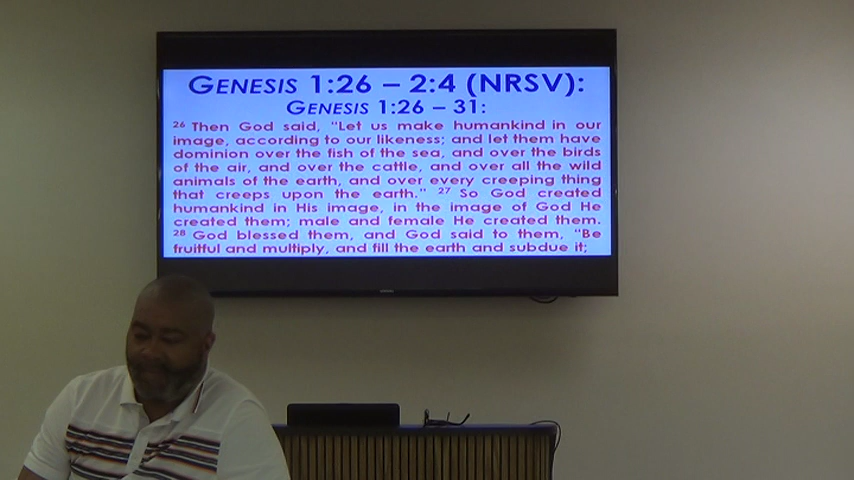 GENESIS 1:26 – 2:4 (NRSV):
GENESIS 1:26 – 31:
26 Then God said, "Let us make humankind in our
image, according to our likeness; and let them have
dominion over the fish of the sea, and over the birds
of the air, and over the cattle, and over all the wild
animals of the earth, and over every creeping thing
that creeps upon the earth." 27 So God created
humankind in His image, in the image of God He
created them; male and female He created them.
28 God blessed them, and God said to them, "Be
fruitful and multiply, and fill the earth and subdue it;